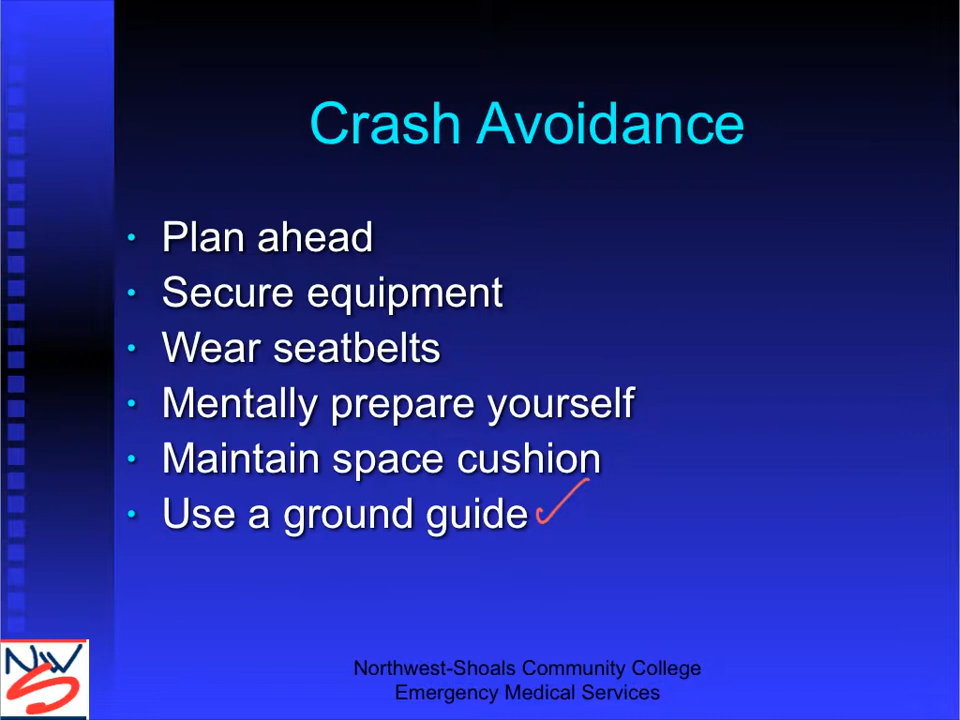 Crash Avoidance
· Plan ahead
· Secure equipment
· Wear seatbelts
· Mentally prepare yourself
· Maintain space cushion
· Use a ground guide
NWS
Northwest-Shoals Community College
Emergency Medical Services